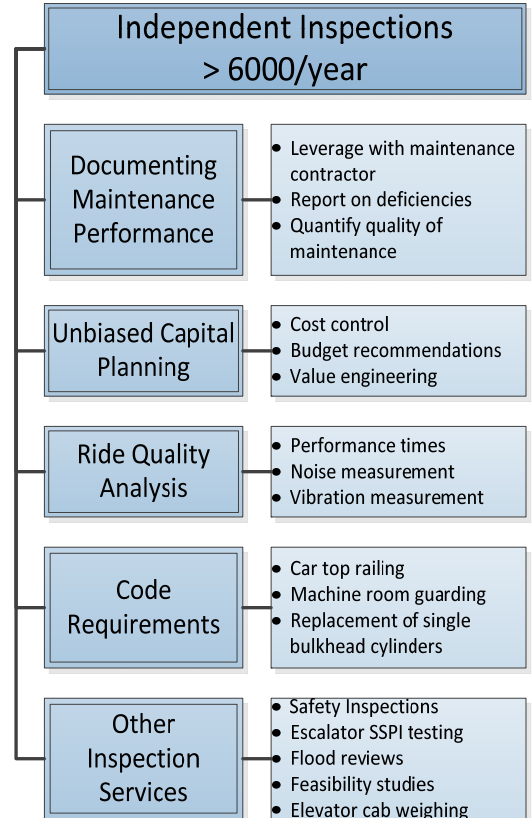 Independent Inspections
> 6000/year
Documenting
Maintenance
Performance
• Leverage with maintenance
contractor
• Report on deficiencies
• Quantify quality of
maintenance
Unbiased Capital
Planning
• Cost control
• Budget recommendations
• Value engineering
Ride Quality
Analysis
• Performance times
• Noise measurement
• Vibration measurement
Code
Requirements
• Car top railing
• Machine room guarding
• Replacement of single
bulkhead cylinders
Other
Inspection
Services
• Safety Inspections
• Escalator SSPI testing
• Flood reviews
• Feasibility studies
• Elevator cab weighing